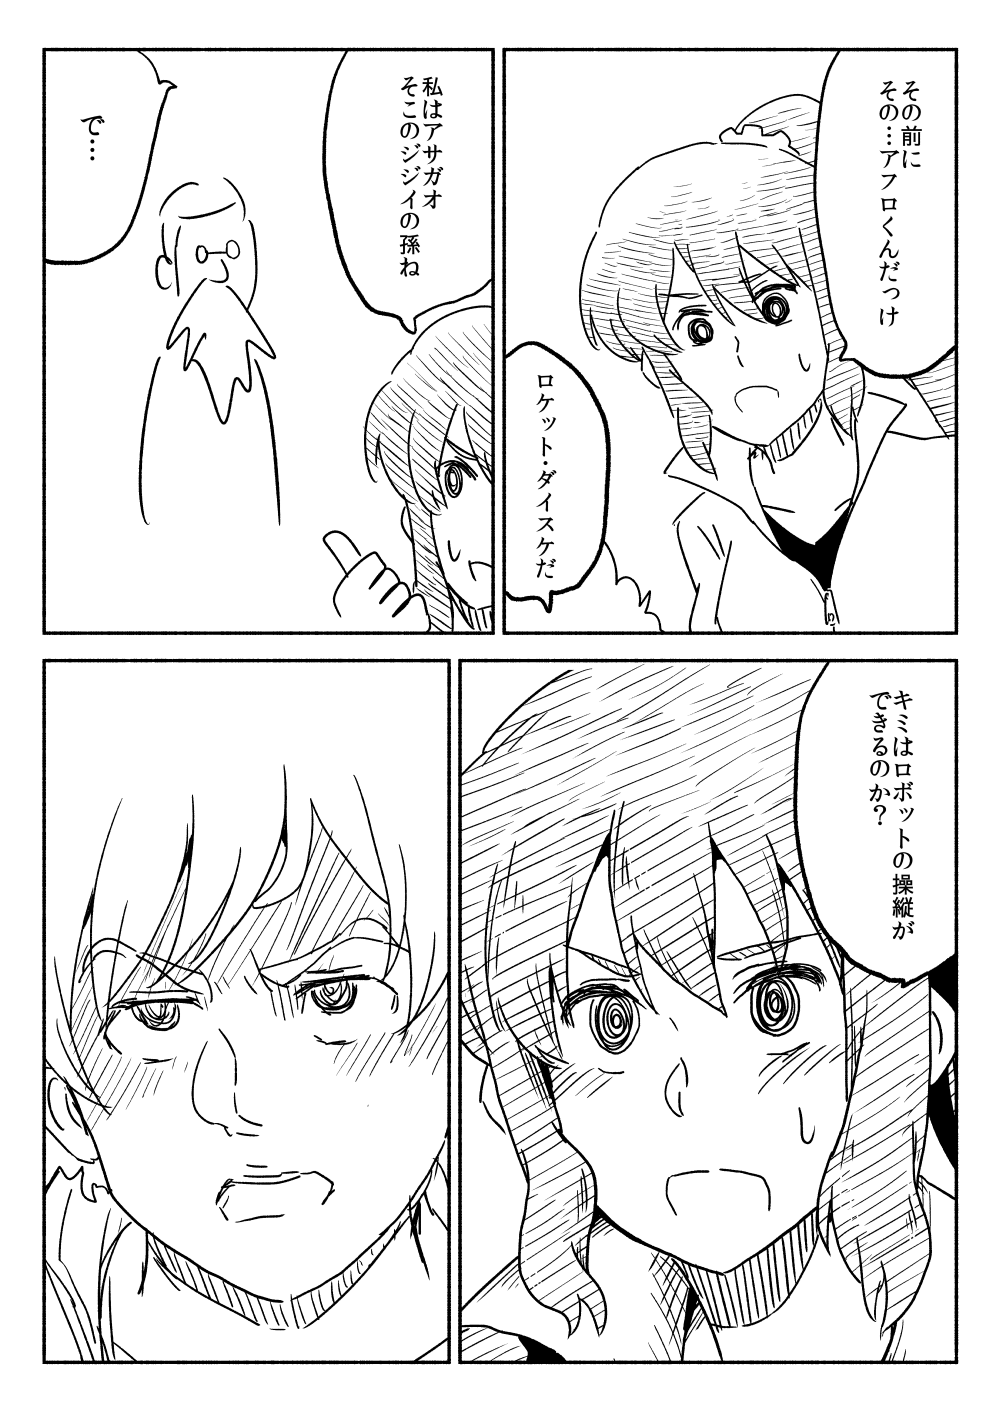 その前に
その…アフロくんだっけ
ロケット・ダイスケだ
私はアサガオ
そこのジジイの孫ね
で…
キミはロボットの操縦が
できるのか?